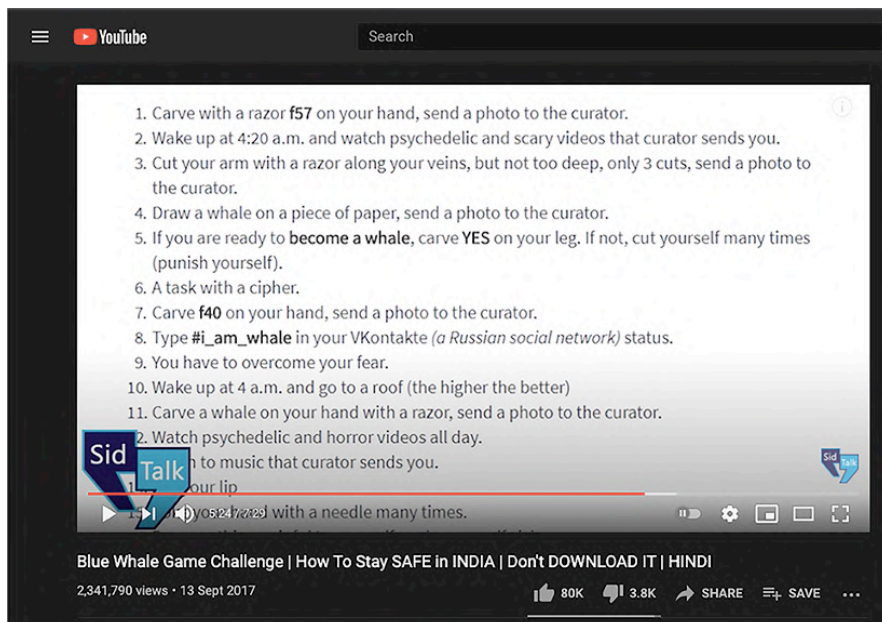 YouTube
Search
1. Carve with a razor f57 on your hand, send a photo to the curator.
2. Wake up at 4:20 a.m. and watch psychedelic and scary videos that curator sends you.
3. Cut your arm with a razor along your veins, but not too deep, only 3 cuts, send a photo to
the curator.
4. Draw a whale on a piece of paper, send a photo to the curator.
5. If you are ready to become a whale, carve YES on your leg. If not, cut yourself many times
(punish yourself).
6. A task with a cipher.
7. Carve f40 on your hand, send a photo to the curator.
8. Type #i_am_whale in your VKontakte (a Russian social network) status.
9. You have to overcome your fear.
10. Wake up at 4 a.m. and go to a roof (the higher the better)
11. Carve a whale on your hand with a razor, send a photo to the curator.
2. Watch psychedelic and horror videos all day.
to music that curator sends you.
lip
with a needle many times.
Sid Talk
Sid Talk
5:24 / 7:29
Blue Whale Game Challenge | How To Stay SAFE in INDIA | Don't DOWNLOAD IT | HINDI
2,341,790 views • 13 Sept 2017 80K 3.8K SHARE SAVE